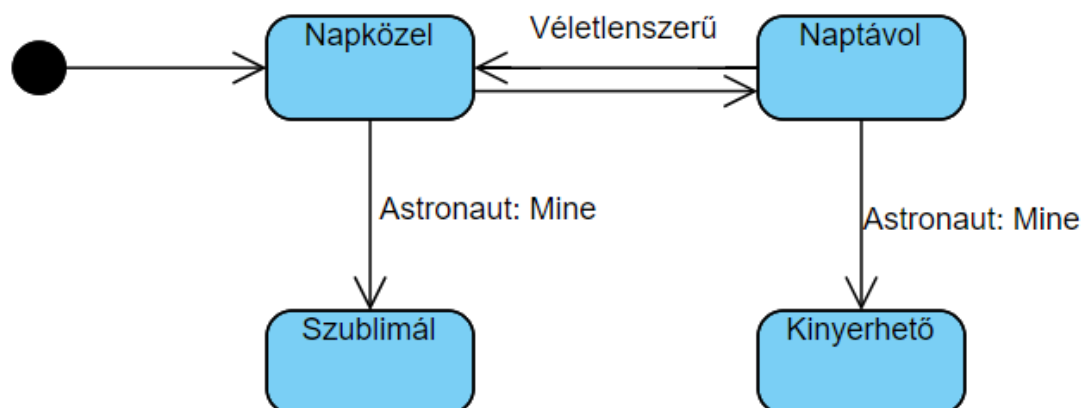 Napközel
Véletlenszerű
Naptávol
Astronaut: Mine
Astronaut: Mine
Szublimál
Kinyerhető